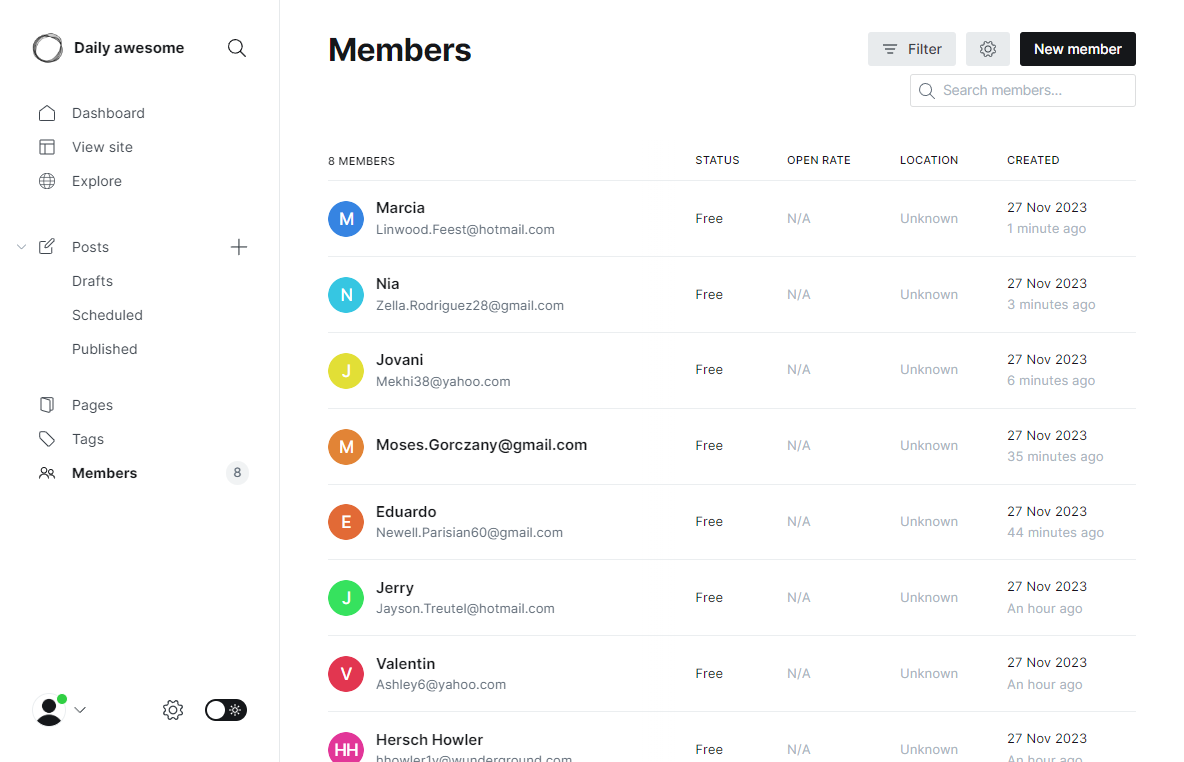 Daily awesome
Dashboard
View site
Explore
Posts
Drafts
Scheduled
Published
Pages
Tags
Members 8
Members
Filter
New member
Search members...
8 MEMBERS STATUS OPEN RATE LOCATION CREATED
M Marcia
Linwood.Feest@hotmail.com
Free N/A Unknown
27 Nov 2023
1 minute ago
N Nia
Zella.Rodriguez28@gmail.com
Free N/A Unknown
27 Nov 2023
3 minutes ago
J Jovani
Mekhi38@yahoo.com
Free N/A Unknown
27 Nov 2023
6 minutes ago
M Moses.Gorczany@gmail.com
Free N/A Unknown
27 Nov 2023
35 minutes ago
E Eduardo
Newell.Parisian60@gmail.com
Free N/A Unknown
27 Nov 2023
44 minutes ago
J Jerry
Jayson.Treutel@hotmail.com
Free N/A Unknown
27 Nov 2023
An hour ago
V Valentin
Ashley6@yahoo.com
Free N/A Unknown
27 Nov 2023
An hour ago
HH Hersch Howler
Free N/A Unknown
27 Nov 2023
An hour ago